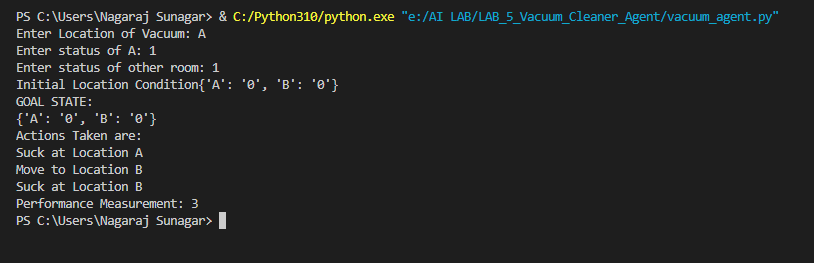 PS C:\Users\Nagaraj Sunagar> & C:/Python310/python.exe "e:/AI LAB/LAB_5_Vacuum_Cleaner_Agent/vacuum_agent.py"
Enter Location of Vacuum: A
Enter status of A: 1
Enter status of other room: 1
Initial Location Condition{'A': '0', 'B': '0'}
GOAL STATE:
{'A': '0', 'B': '0'}
Actions Taken are:
Suck at Location A
Move to Location B
Suck at Location B
Performance Measurement: 3
PS C:\Users\Nagaraj Sunagar>